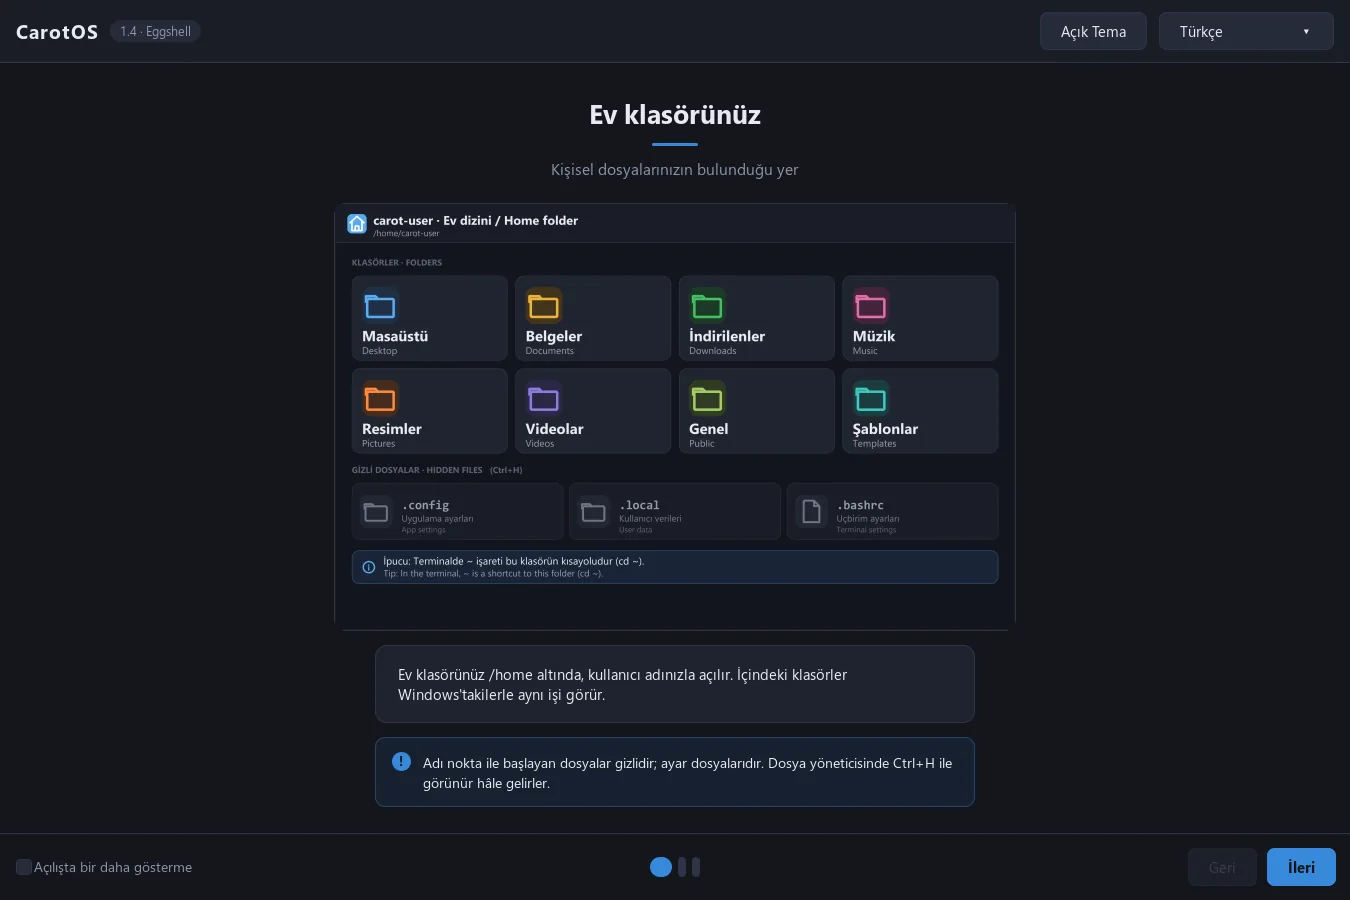 CarotOS
1.4 · Eggshell
Açık Tema
Türkçe
Ev klasörünüz
Kişisel dosyalarınızın bulunduğu yer
carot-user · Ev dizini / Home folder
/home/carot-user
KLASÖRLER · FOLDERS
Masaüstü
Desktop
Belgeler
Documents
İndirilenler
Downloads
Müzik
Music
Resimler
Pictures
Videolar
Videos
Genel
Public
Şablonlar
Templates
GİZLİ DOSYALAR · HIDDEN FILES (Ctrl+H)
.config
Uygulama ayarları
App settings
.local
Kullanıcı verileri
User data
.bashrc
Uçbirim ayarları
Terminal settings
İpucu: Terminalde ~ işareti bu klasörün kısayoludur (cd ~).
Tip: In the terminal, ~ is a shortcut to this folder (cd ~).
Ev klasörünüz /home altında, kullanıcı adınızla açılır. İçindeki klasörler
Windows'takilerle aynı işi görür.
Adı nokta ile başlayan dosyalar gizlidir; ayar dosyalarıdır. Dosya yöneticisinde Ctrl+H ile
görünür hâle gelirler.
Açılışta bir daha gösterme
Geri
İleri